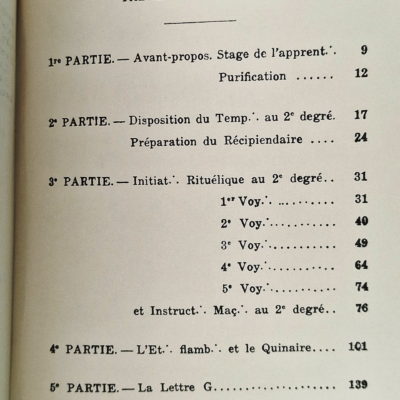 1re PARTIE. — Avant-propos. Stage de l'apprent∴ 9
Purification ...... 12
2e PARTIE. — Disposition du Temp∴ au 2e degré. 17
Préparation du Récipiendaire .... 24
3e PARTIE. — Initiat∴ Rituélique au 2e degré.. 31
1er Voy∴ ........... 31
2e Voy∴ ............ 40
3e Voy∴ ............ 49
4e Voy∴ ............ 64
5e Voy∴ ............ 74
et Instruct∴ Maç∴ au 2e degré.. 76
4e PARTIE. — L'Et∴ flamb∴ et le Quinaire.... 101
5e PARTIE. — La Lettre G................ 139